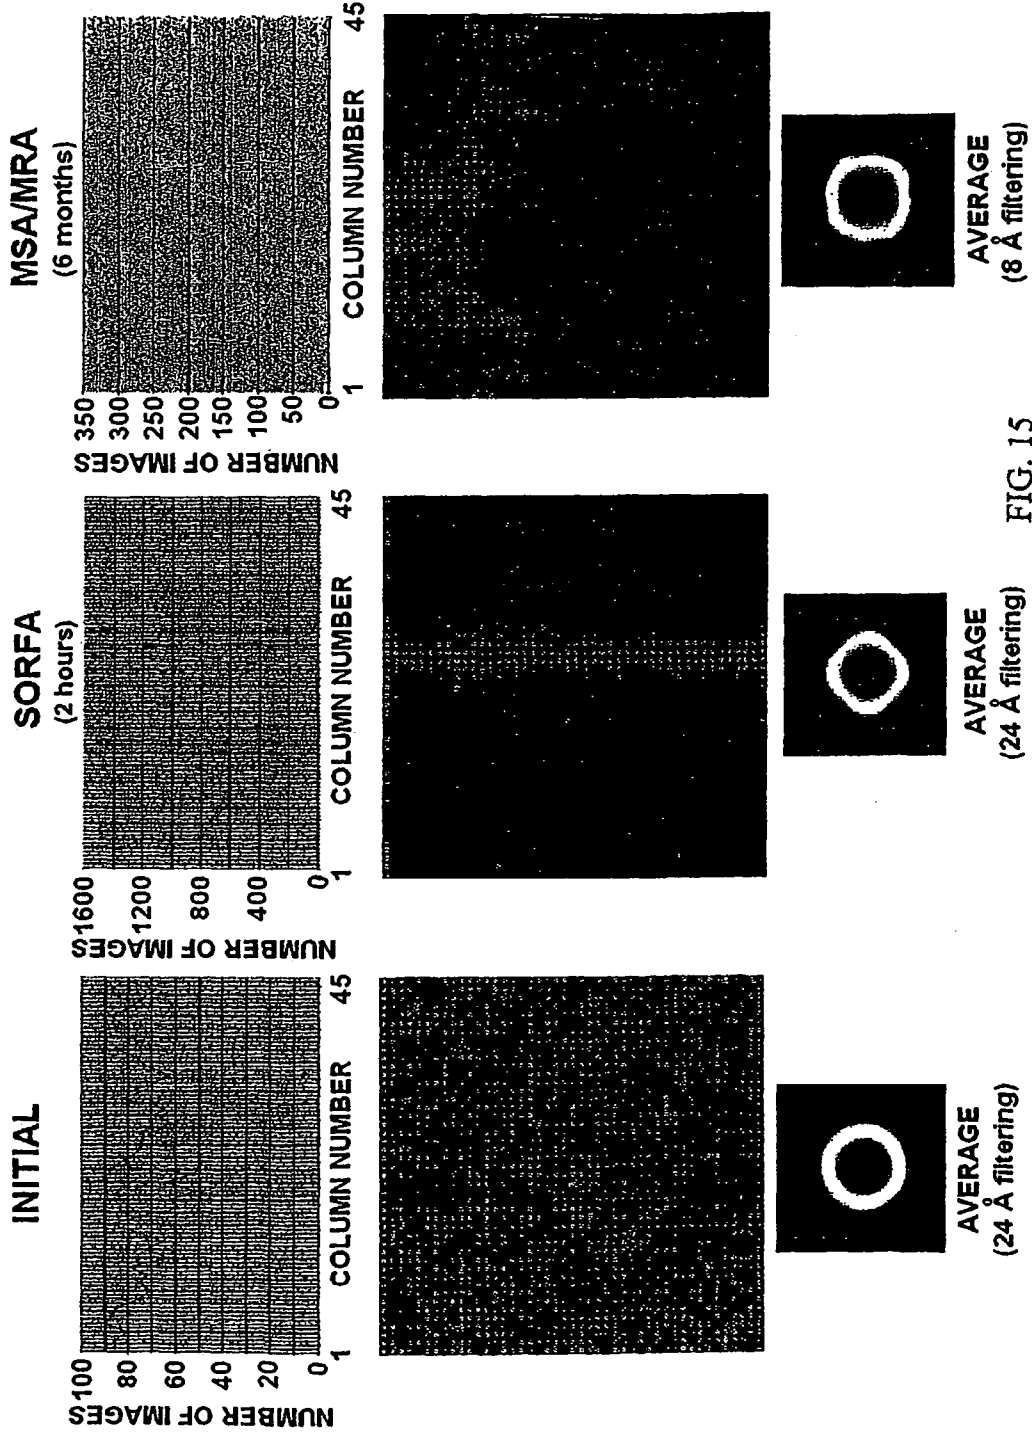 INITIAL
NUMBER OF IMAGES
100
80
60
40
20
0
1
COLUMN NUMBER
45
AVERAGE
(24 Å filtering)
SORFA
(2 hours)
NUMBER OF IMAGES
1600
1200
800
400
0
1
COLUMN NUMBER
45
AVERAGE
(24 Å filtering)
MSA/MRA
(6 months)
NUMBER OF IMAGES
350
300
250
200
150
100
50
0
1
COLUMN NUMBER
45
AVERAGE
(8 Å filtering)
FIG. 15